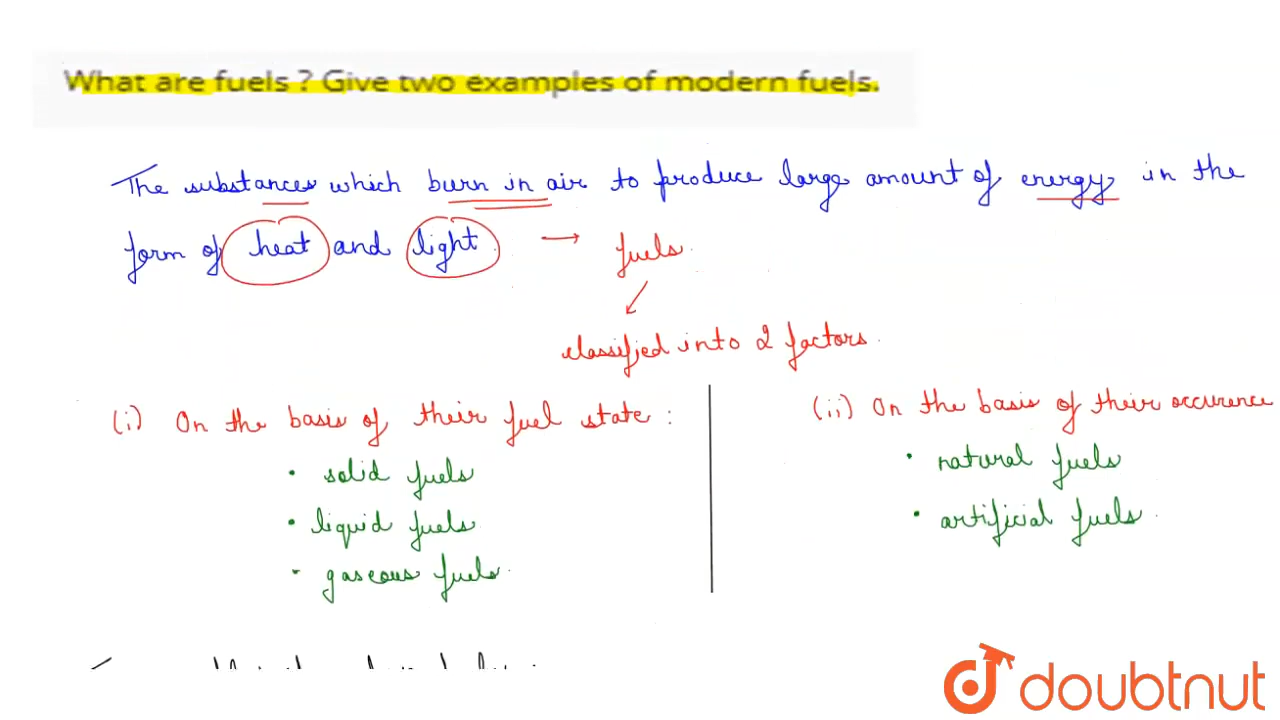 What are fuels ? Give two examples of modern fuels.
The substances which burn in air to produce large amount of energy in the
form of heat and light. → fuels.
classified into 2 factors.
(i) On the basis of their fuel state :
• solid fuels
• liquid fuels
• gaseous fuels.
(ii) On the basis of their occurence
• natural fuels
• artificial fuels.
doubtnut